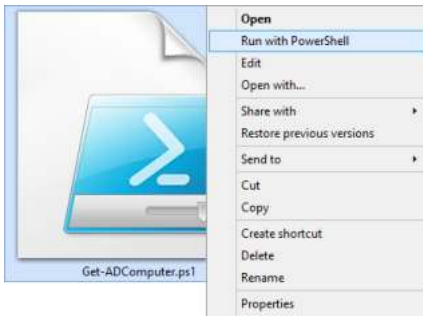 Open
Run with PowerShell
Edit
Open with...
Share with
Restore previous versions
Send to
Cut
Copy
Create shortcut
Delete
Rename
Properties
Get-ADComputer.ps1